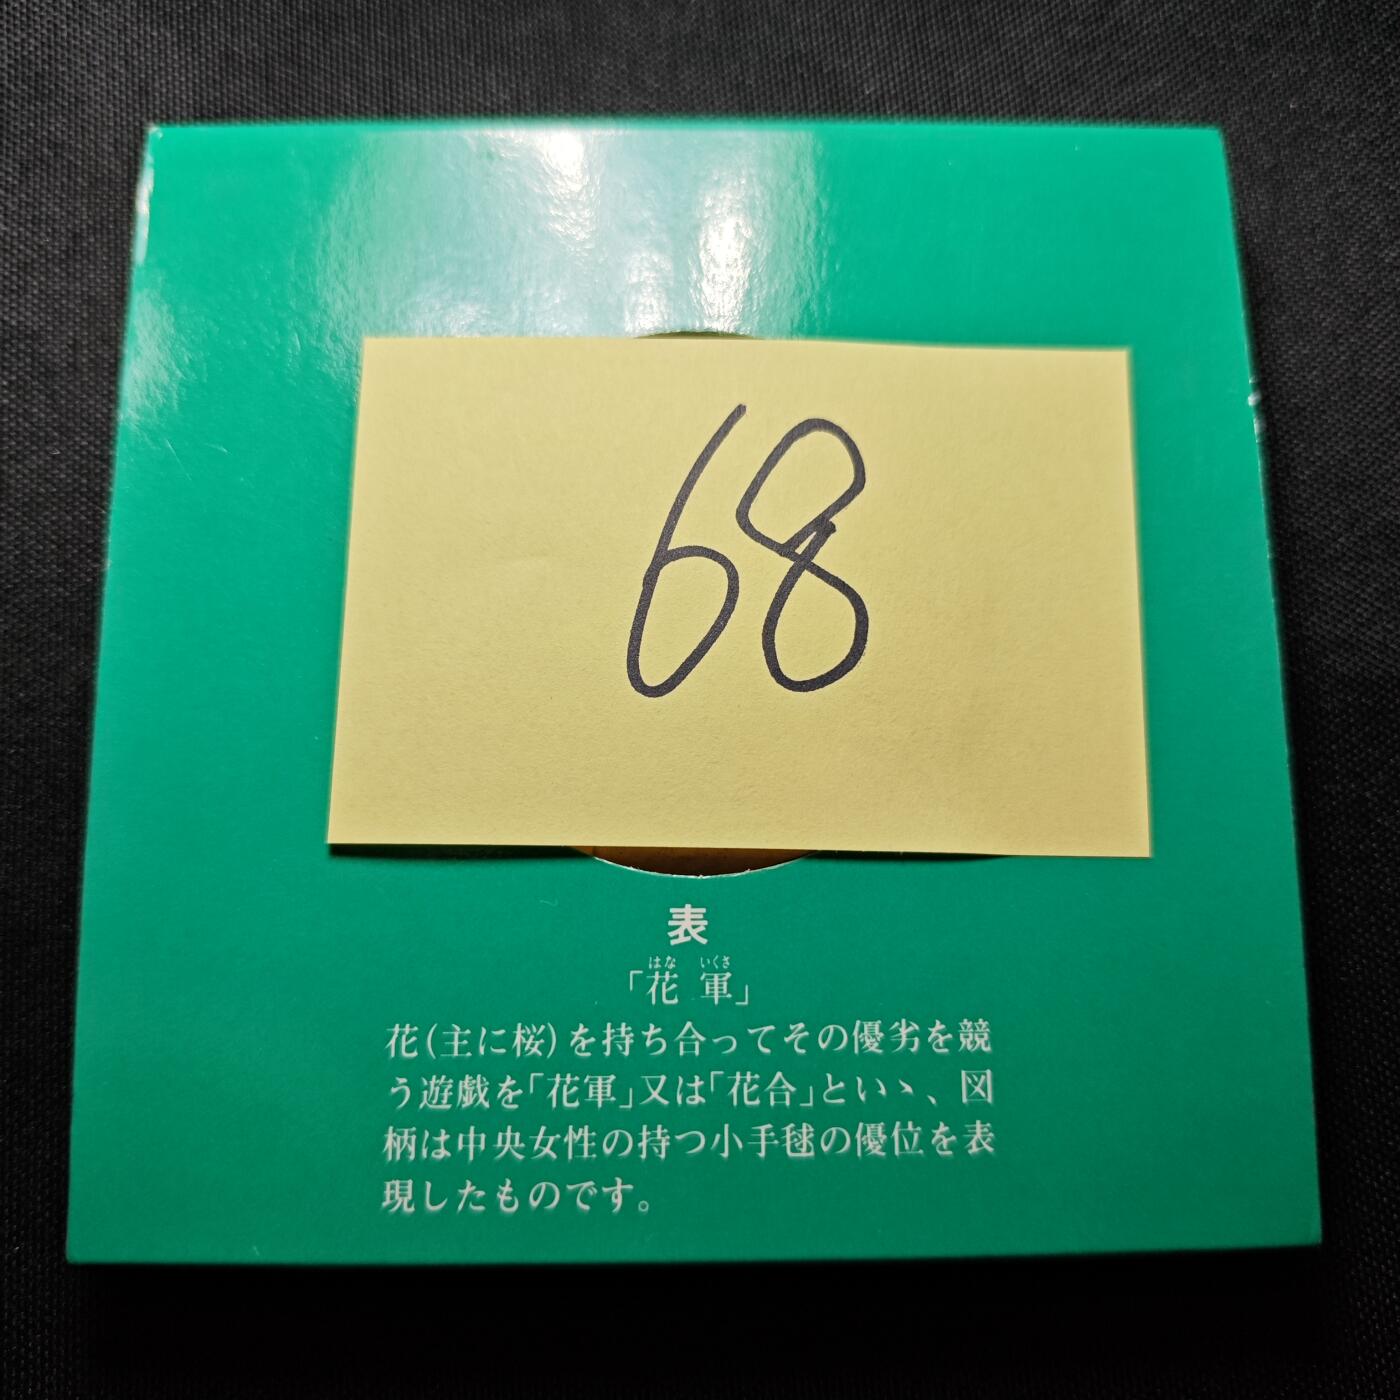 68
表
はな いくさ
「花 軍」
花(主に桜)を持ち合ってその優劣を競
う遊戯を「花軍」又は「花合」といゝ、図
柄は中央女性の持つ小手毬の優位を表
現したものです。